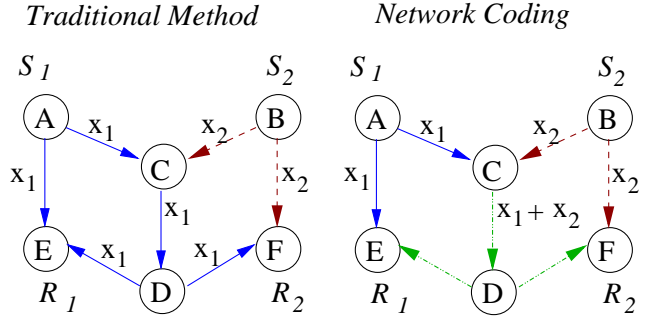 Traditional Method Network Coding
S1 S2 S1 S2
A B A B
x1 x2 x1 x2
C C
x1 x2 x1 x2
x1 x1 + x2
E x1 x1 F E F
R1 D R2 R1 D R2